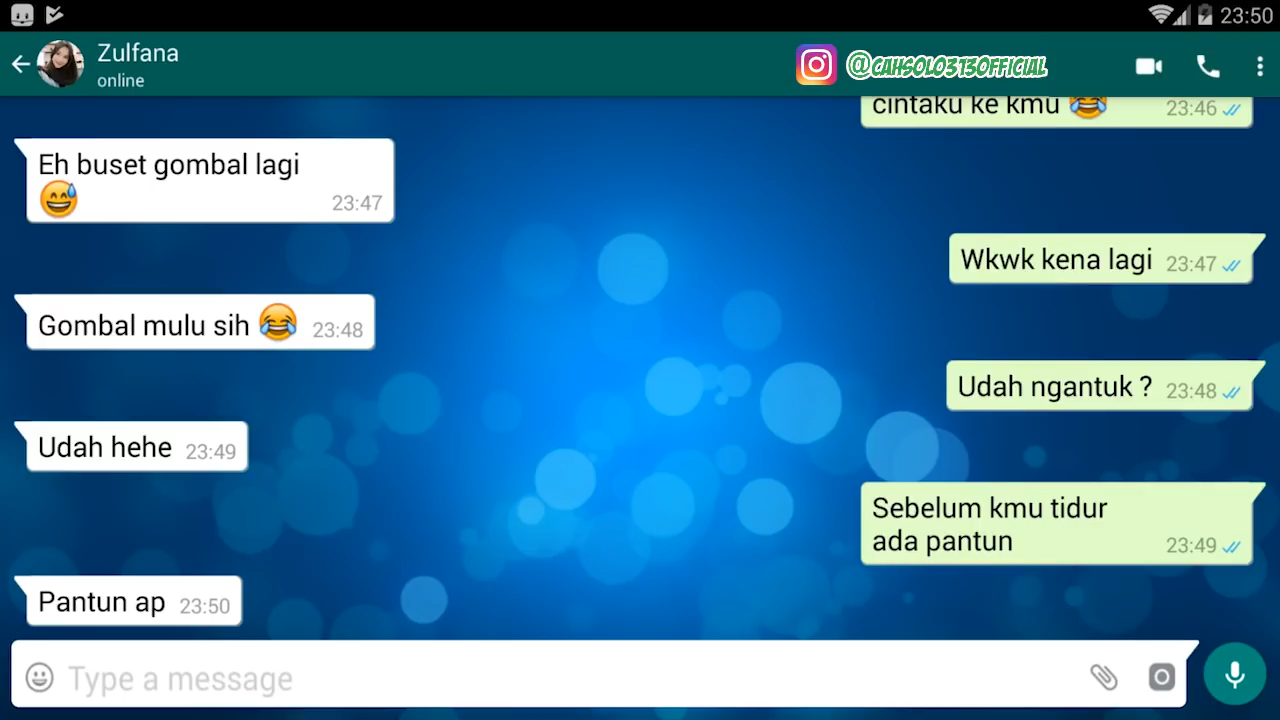 23:50
Zulfana
online
@CAHSOLO313OFFICIAL
cintaku ke kmu 😂 23:46
Eh buset gombal lagi
😅 23:47
Wkwk kena lagi 23:47
Gombal mulu sih 😂 23:48
Udah ngantuk ? 23:48
Udah hehe 23:49
Sebelum kmu tidur
ada pantun 23:49
Pantun ap 23:50
Type a message